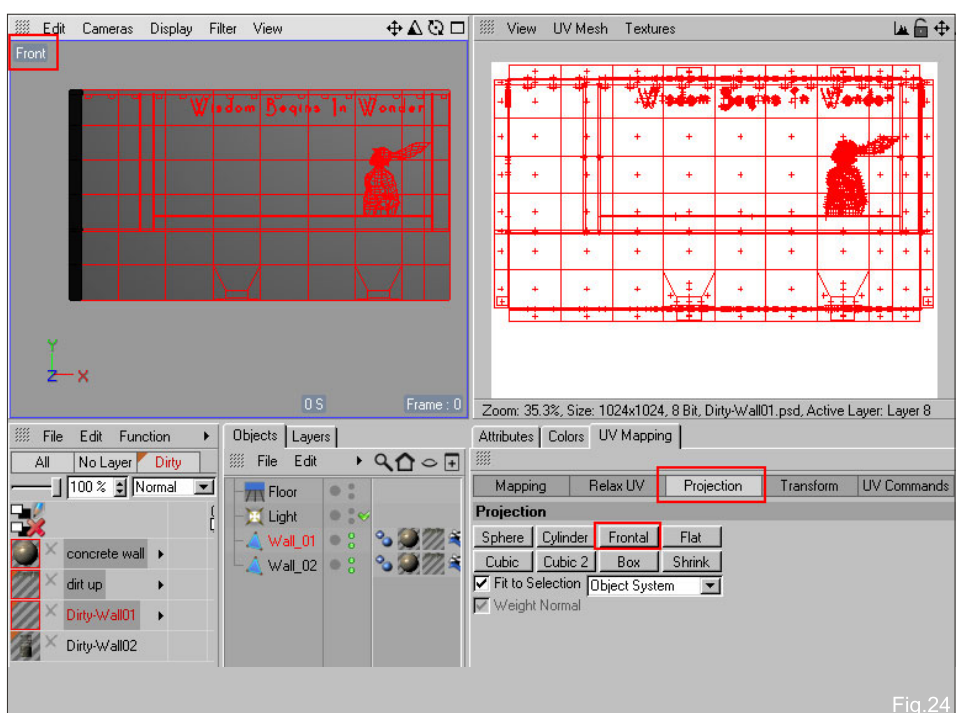 Edit Cameras Display Filter View
Front
Wisdom Begins In Wonder
Y
Z X
0 S Frame : 0
View UV Mesh Textures
Wisdom Begins in Wonder
Zoom: 35.3%, Size: 1024x1024, 8 Bit, Dirty-Wall01.psd, Active Layer: Layer 8
File Edit Function
All No Layer Dirty
100 % Normal
concrete wall
dirt up
Dirty-Wall01
Dirty-Wall02
Objects Layers
File Edit
Floor
Light
Wall_01
Wall_02
Attributes Colors UV Mapping
Mapping Relax UV Projection Transform UV Commands
Projection
Sphere Cylinder Frontal Flat
Cubic Cubic 2 Box Shrink
Fit to Selection Object System
Weight Normal
Fig.24